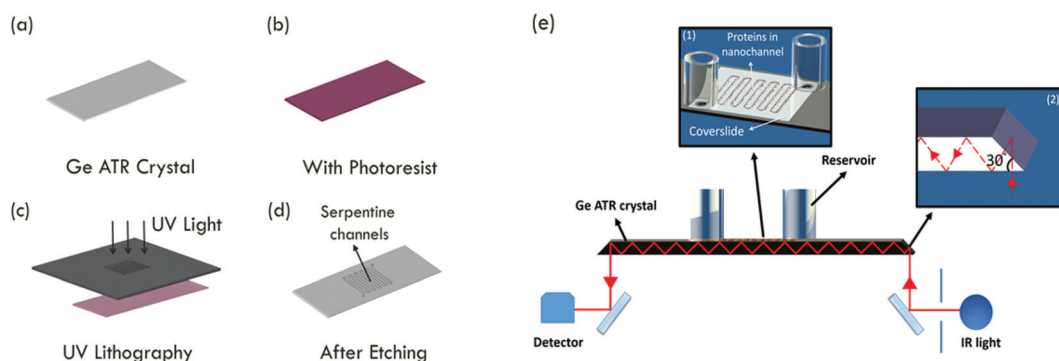 (a)
Ge ATR Crystal
(b)
With Photoresist
(c)
UV Light
UV Lithography
(d)
Serpentine
channels
After Etching
(e)
(1)
Proteins in
nanochannel
Coverslide
(2)
30°
Reservoir
Ge ATR crystal
Detector
IR light